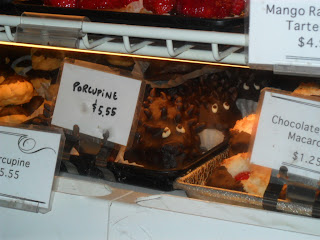 Mango Ra
Tarte
$4.
PORCUPINE
$5.55
Chocolate
Macaro
$1.25
rcupine
5.55